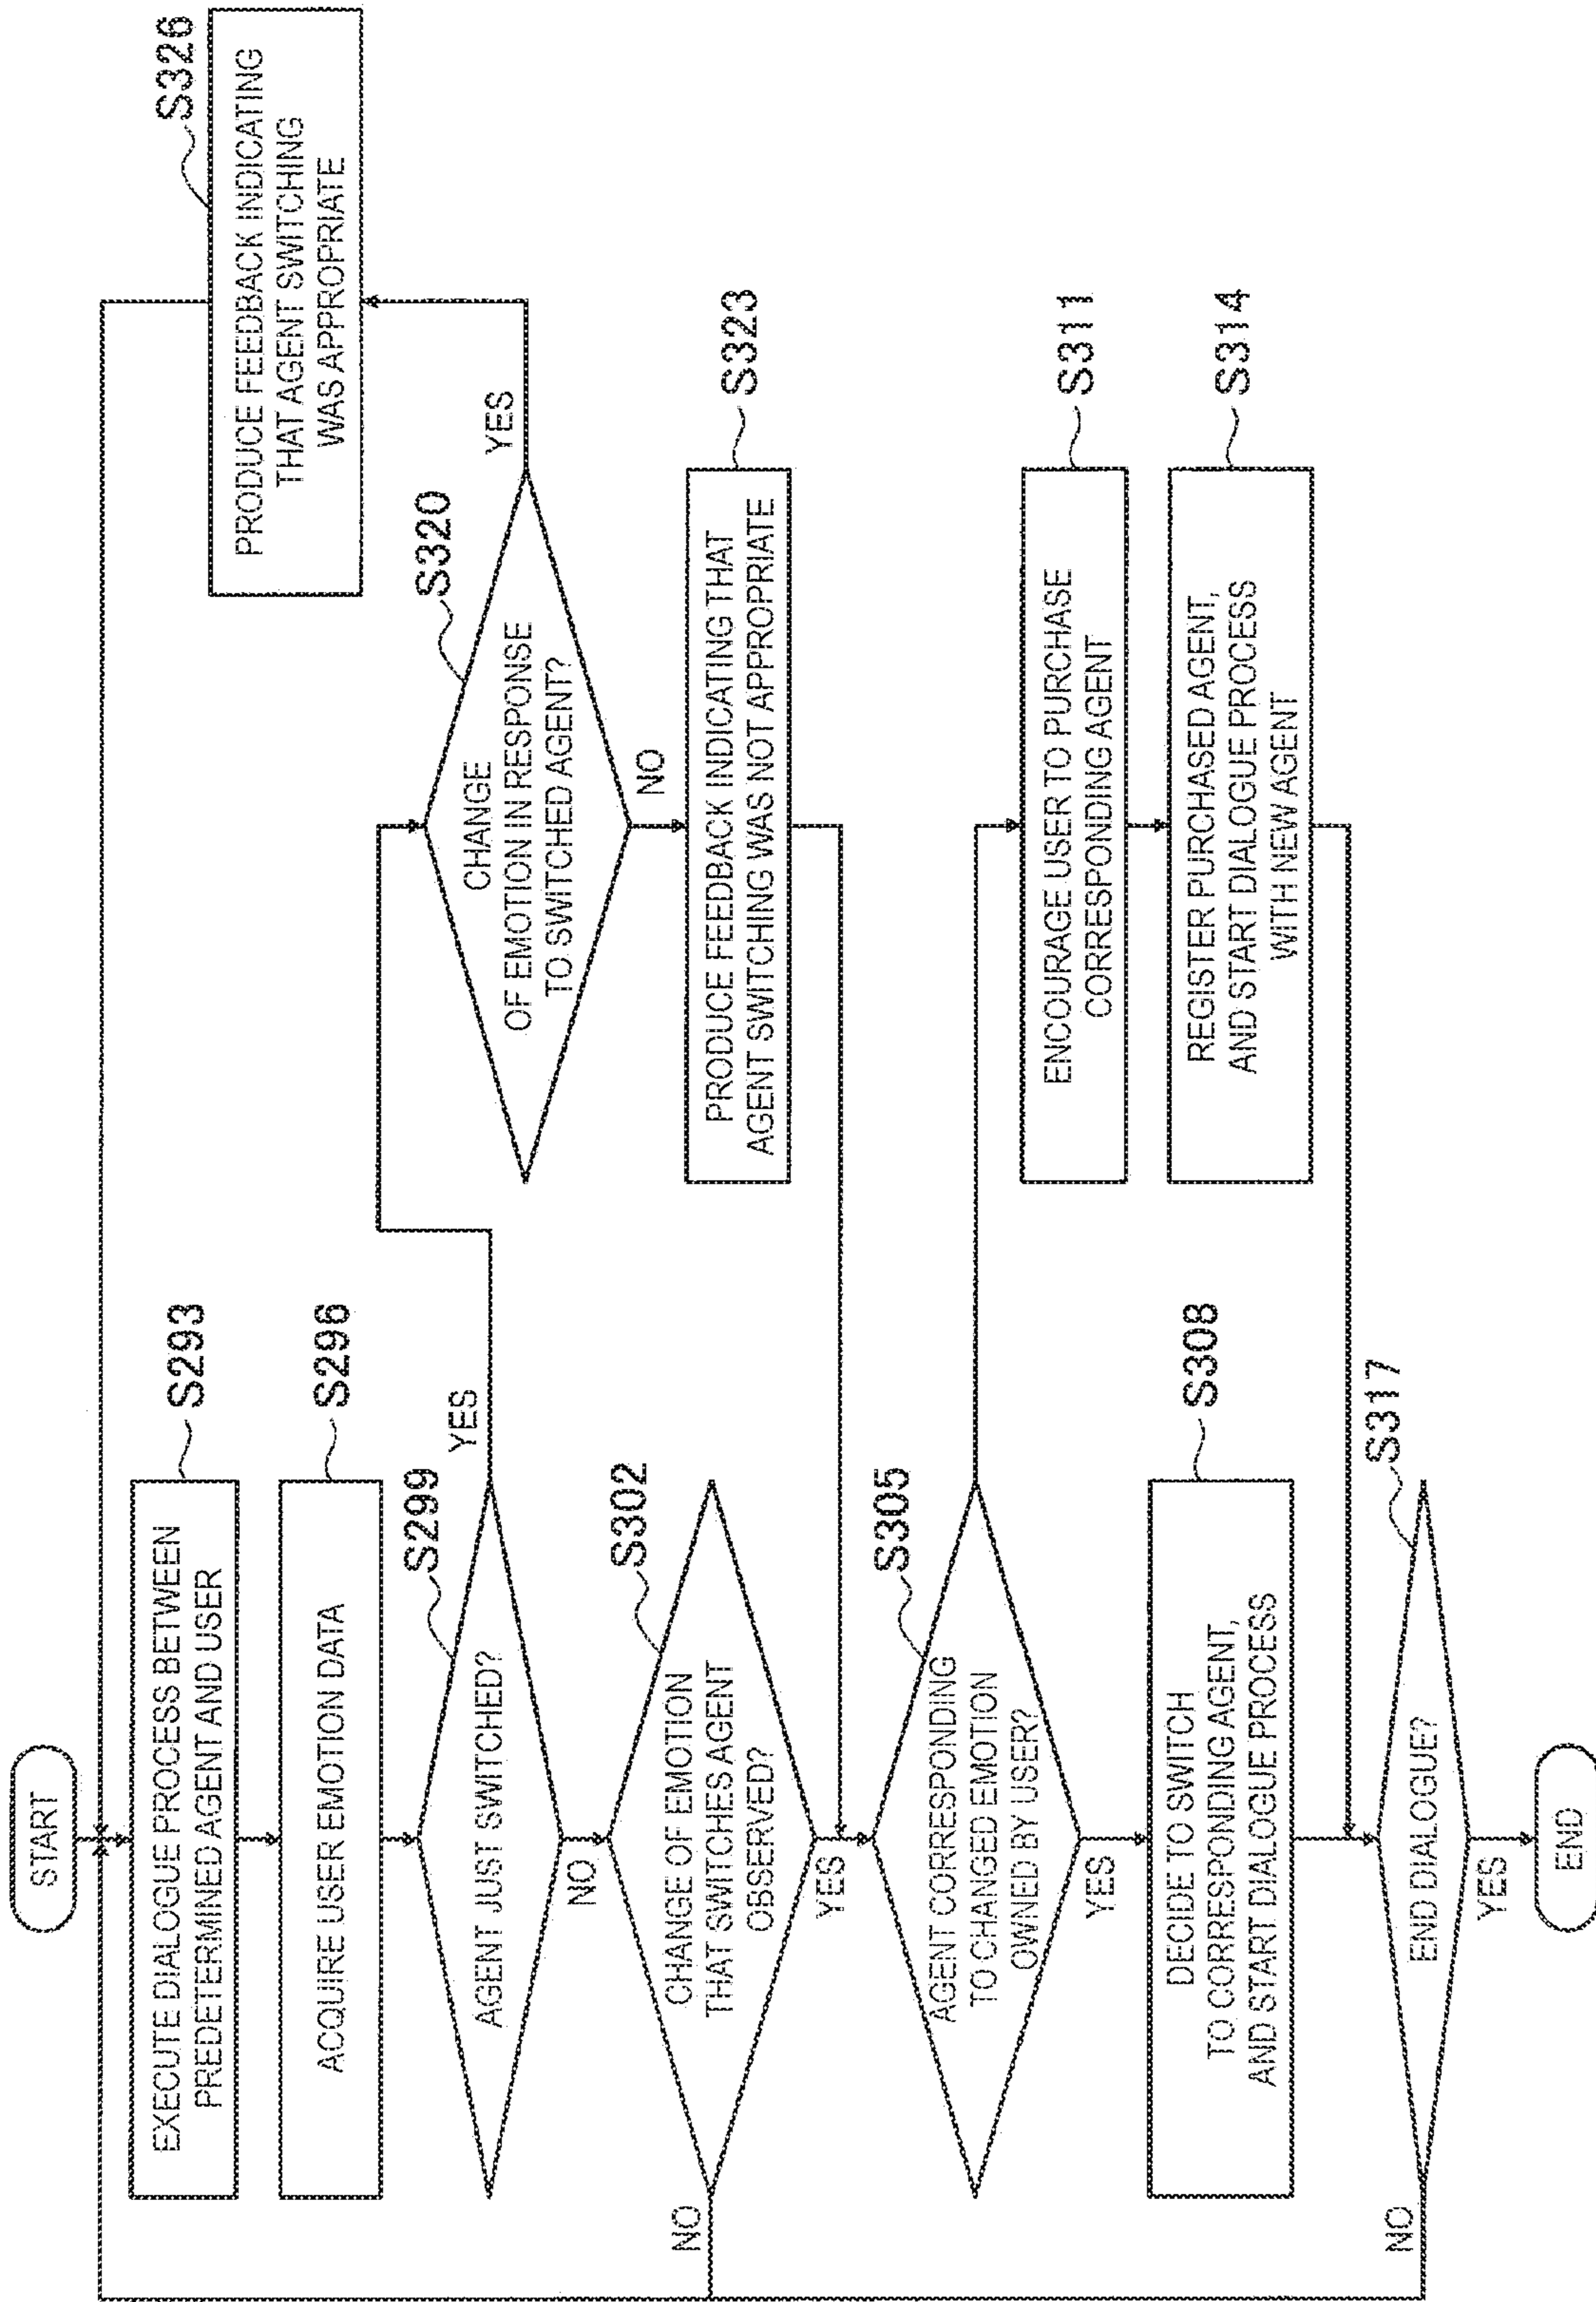 START
S293
EXECUTE DIALOGUE PROCESS BETWEEN
PREDETERMINED AGENT AND USER
S296
ACQUIRE USER EMOTION DATA
S299
AGENT JUST SWITCHED?
YES
NO
S302
CHANGE OF EMOTION
THAT SWITCHES AGENT
OBSERVED?
NO
YES
S305
AGENT CORRESPONDING
TO CHANGED EMOTION
OWNED BY USER?
YES
S308
DECIDE TO SWITCH
TO CORRESPONDING AGENT,
AND START DIALOGUE PROCESS
S317
END DIALOGUE?
NO
YES
END
S320
CHANGE
OF EMOTION IN RESPONSE
TO SWITCHED AGENT?
YES
NO
S323
PRODUCE FEEDBACK INDICATING THAT
AGENT SWITCHING WAS NOT APPROPRIATE
S311
ENCOURAGE USER TO PURCHASE
CORRESPONDING AGENT
S314
REGISTER PURCHASED AGENT,
AND START DIALOGUE PROCESS
WITH NEW AGENT
S326
PRODUCE FEEDBACK INDICATING
THAT AGENT SWITCHING
WAS APPROPRIATE